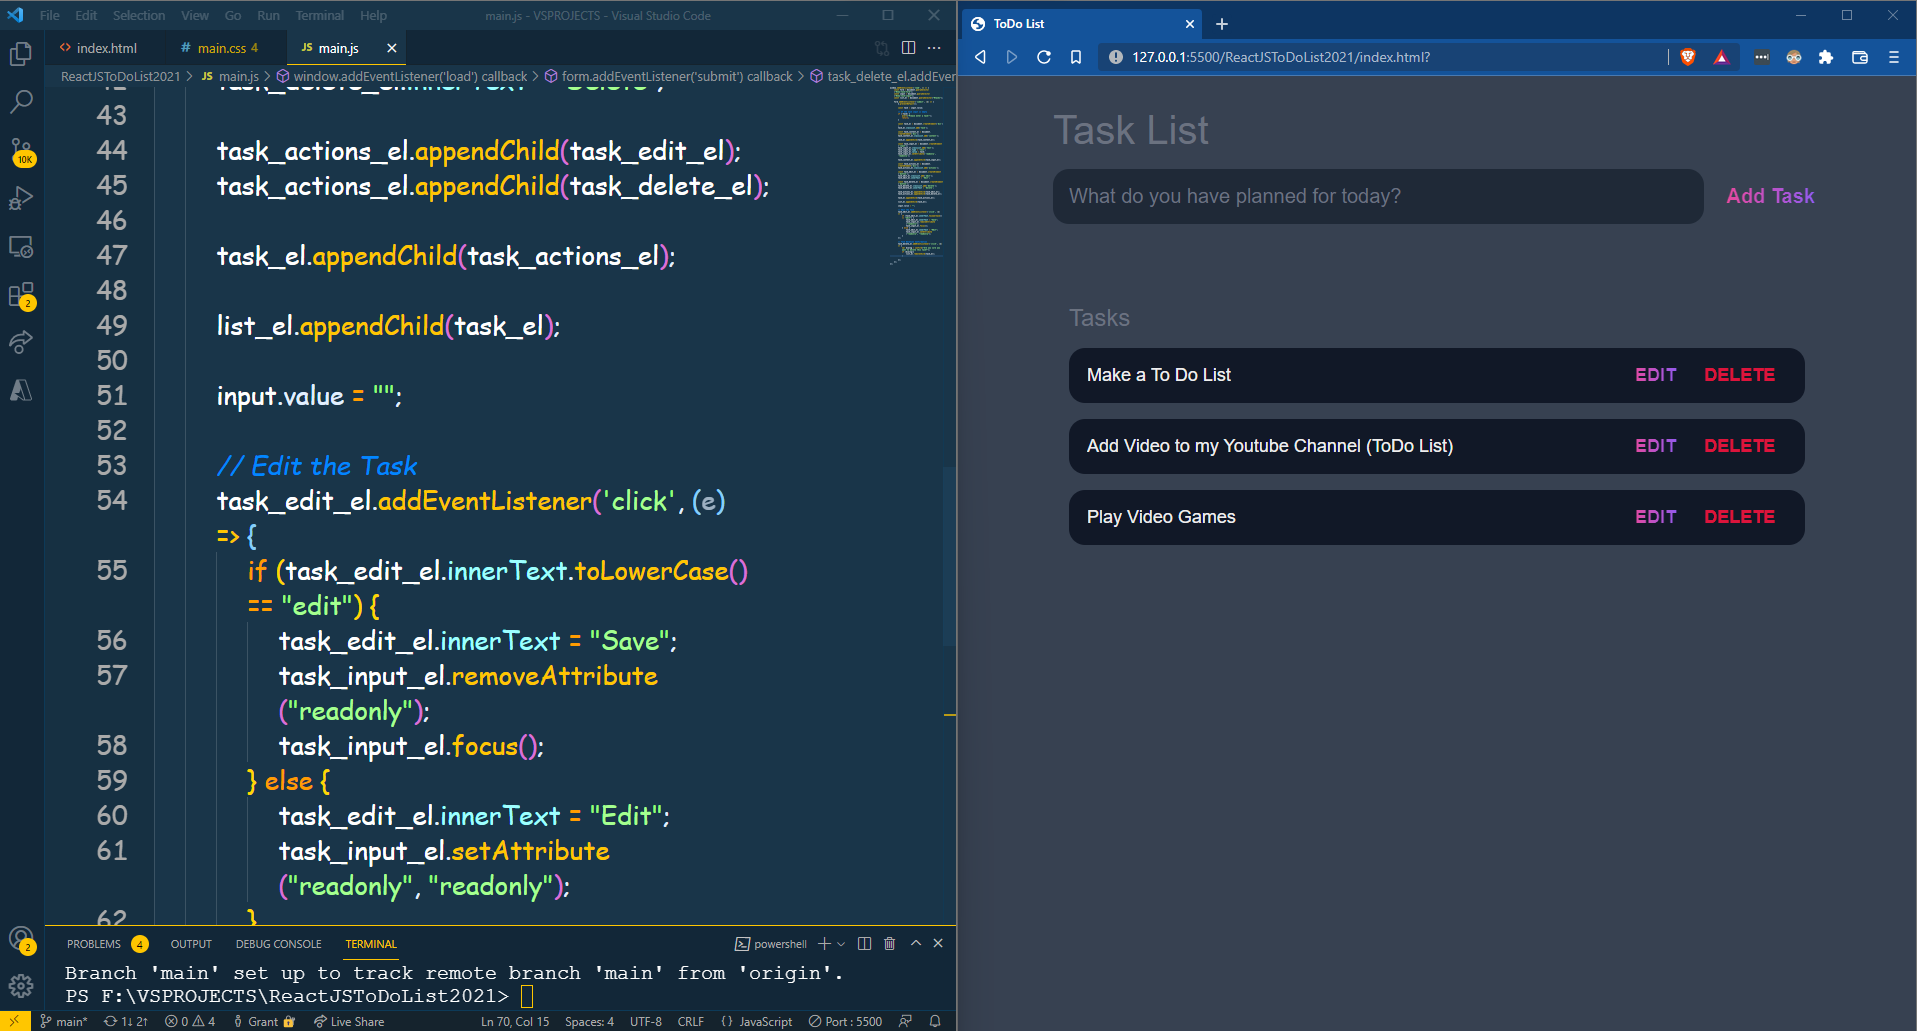 File Edit Selection View Go Run Terminal Help
main.js - VSPROJECTS - Visual Studio Code
index.html
# main.css 4
JS main.js
ReactJSToDoList2021 > JS main.js > window.addEventListener('load') callback > form.addEventListener('submit') callback > task_delete_el.addEver
43
44 task_actions_el.appendChild(task_edit_el);
45 task_actions_el.appendChild(task_delete_el);
46
47 task_el.appendChild(task_actions_el);
48
49 list_el.appendChild(task_el);
50
51 input.value = "";
52
53 // Edit the Task
54 task_edit_el.addEventListener('click', (e)
=> {
55 if (task_edit_el.innerText.toLowerCase()
== "edit") {
56 task_edit_el.innerText = "Save";
57 task_input_el.removeAttribute
("readonly");
58 task_input_el.focus();
59 } else {
60 task_edit_el.innerText = "Edit";
61 task_input_el.setAttribute
("readonly", "readonly");
62 }
10K
2
2
PROBLEMS 4 OUTPUT DEBUG CONSOLE TERMINAL
powershell
Branch 'main' set up to track remote branch 'main' from 'origin'.
PS F:\VSPROJECTS\ReactJSToDoList2021>
main* 1↓ 2↑ 0 4 Grant Live Share
Ln 70, Col 15 Spaces: 4 UTF-8 CRLF {} JavaScript Port : 5500
ToDo List
127.0.0.1:5500/ReactJSToDoList2021/index.html?
Task List
What do you have planned for today?
Add Task
Tasks
Make a To Do List EDIT DELETE
Add Video to my Youtube Channel (ToDo List) EDIT DELETE
Play Video Games EDIT DELETE